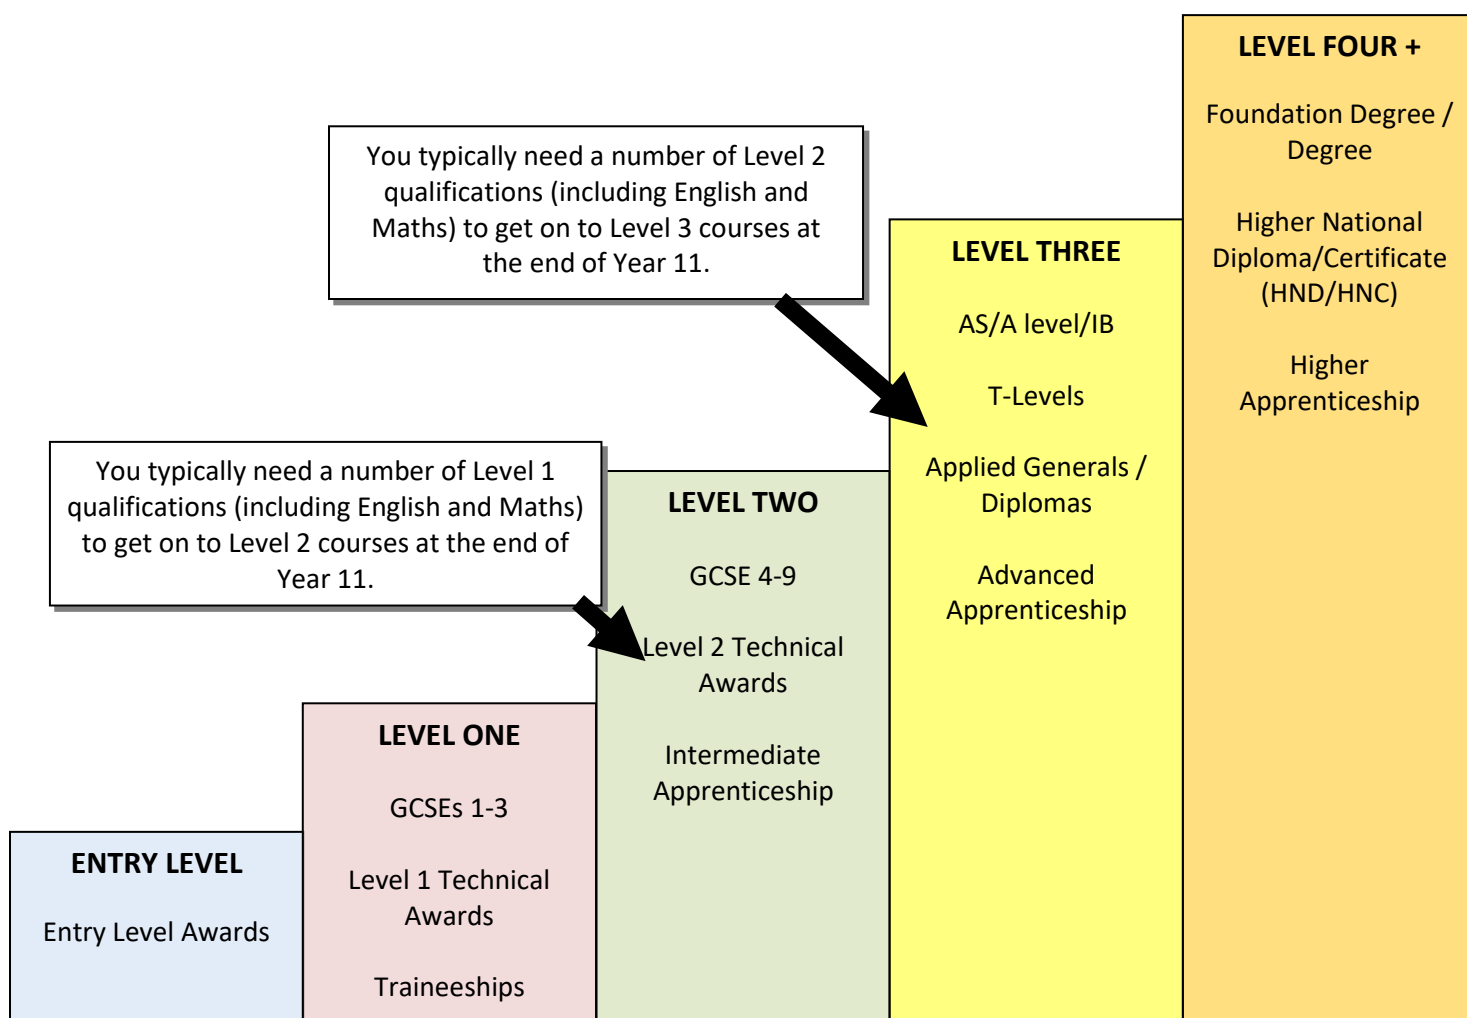 ENTRY LEVEL
Entry Level Awards
LEVEL ONE
GCSEs 1-3
Level 1 Technical
Awards
Traineeships
You typically need a number of Level 1
qualifications (including English and Maths)
to get on to Level 2 courses at the end of
Year 11.
LEVEL TWO
GCSE 4-9
Level 2 Technical
Awards
Intermediate
Apprenticeship
You typically need a number of Level 2
qualifications (including English and
Maths) to get on to Level 3 courses at
the end of Year 11.
LEVEL THREE
AS/A level/IB
T-Levels
Applied Generals /
Diplomas
Advanced
Apprenticeship
LEVEL FOUR +
Foundation Degree /
Degree
Higher National
Diploma/Certificate
(HND/HNC)
Higher
Apprenticeship